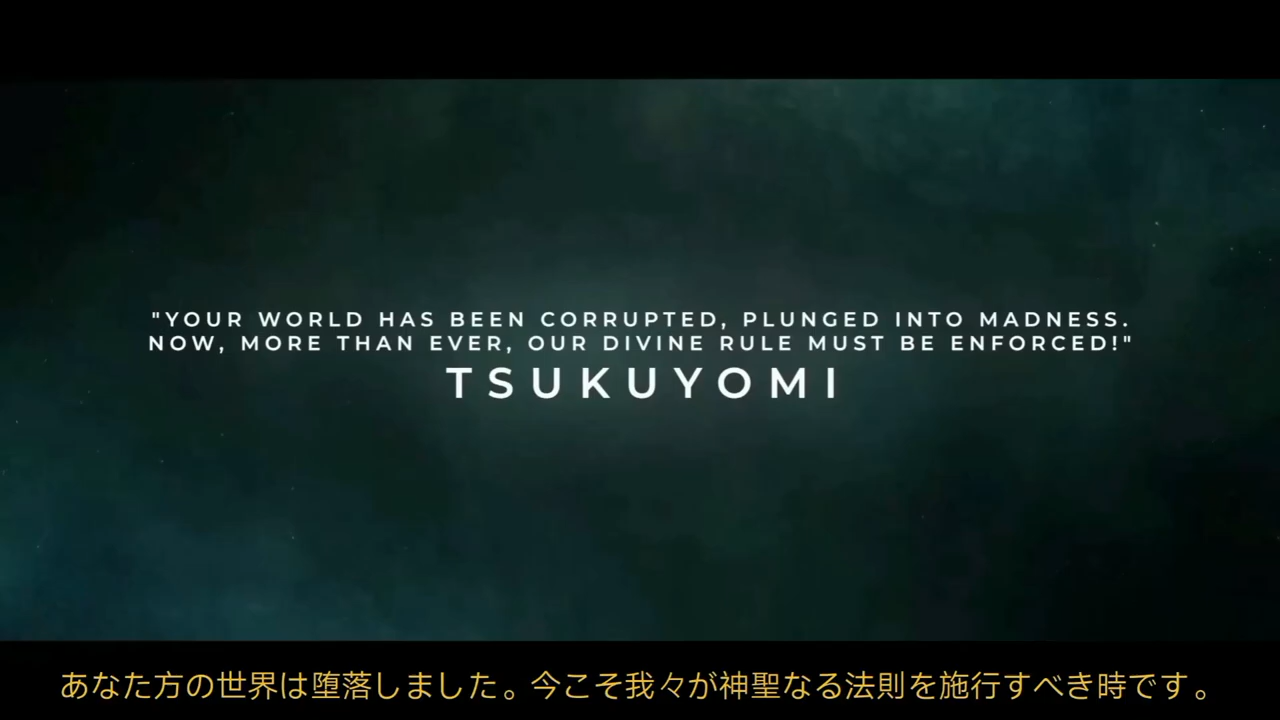 "YOUR WORLD HAS BEEN CORRUPTED, PLUNGED INTO MADNESS.
NOW, MORE THAN EVER, OUR DIVINE RULE MUST BE ENFORCED!"
TSUKUYOMI
あなた方の世界は堕落しました。今こそ我々が神聖なる法則を施行すべき時です。